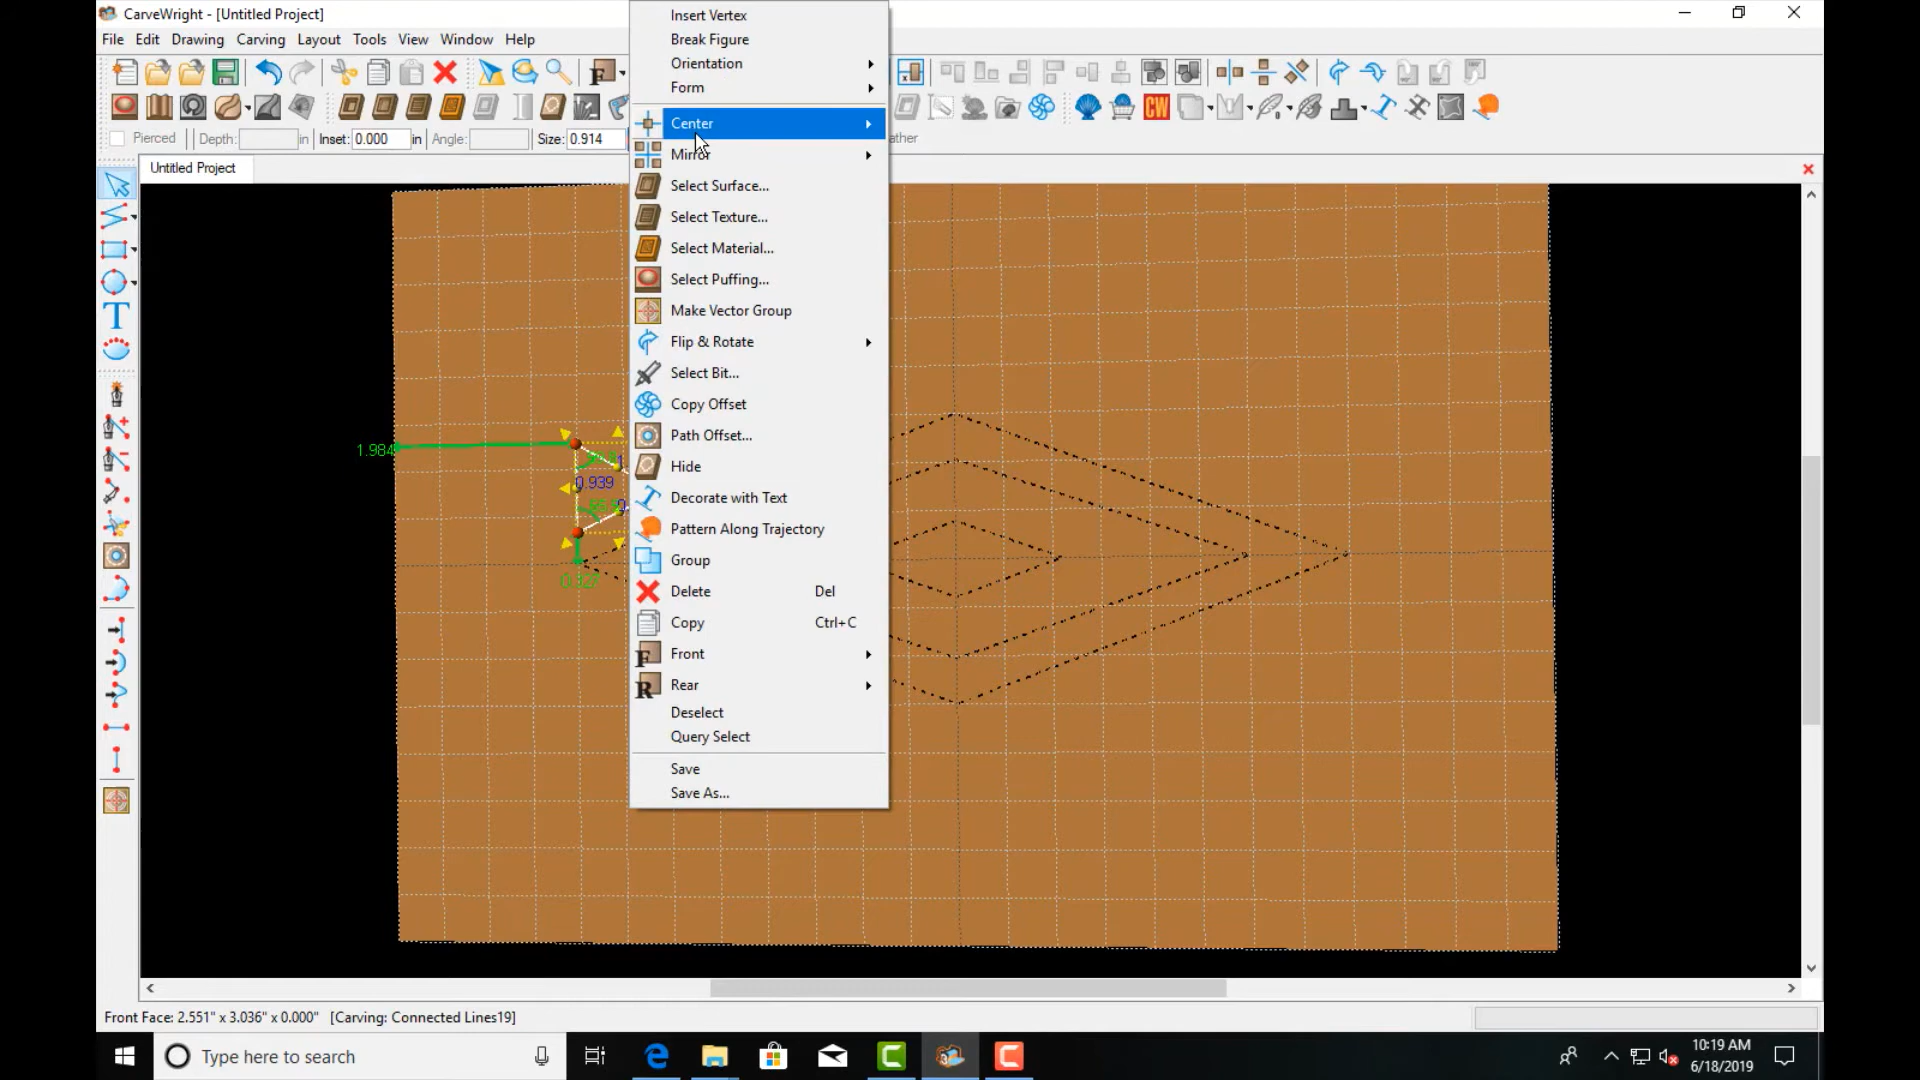 CarveWright - [Untitled Project]
File Edit Drawing Carving Layout Tools View Window Help
CW
Pierced Depth: in Inset: 0.000 in Angle: Size: 0.914
Untitled Project
Insert Vertex
Break Figure
Orientation
Form
Center
Mirror
Select Surface...
Select Texture...
Select Material...
Select Puffing...
Make Vector Group
Flip & Rotate
Select Bit...
Copy Offset
Path Offset...
Hide
Decorate with Text
Pattern Along Trajectory
Group
Delete Del
Copy Ctrl+C
Front
Rear
Deselect
Query Select
Save
Save As...
1.984
0.939
0.327
Front Face: 2.551" x 3.036" x 0.000" [Carving: Connected Lines19]
Type here to search
10:19 AM
6/18/2019